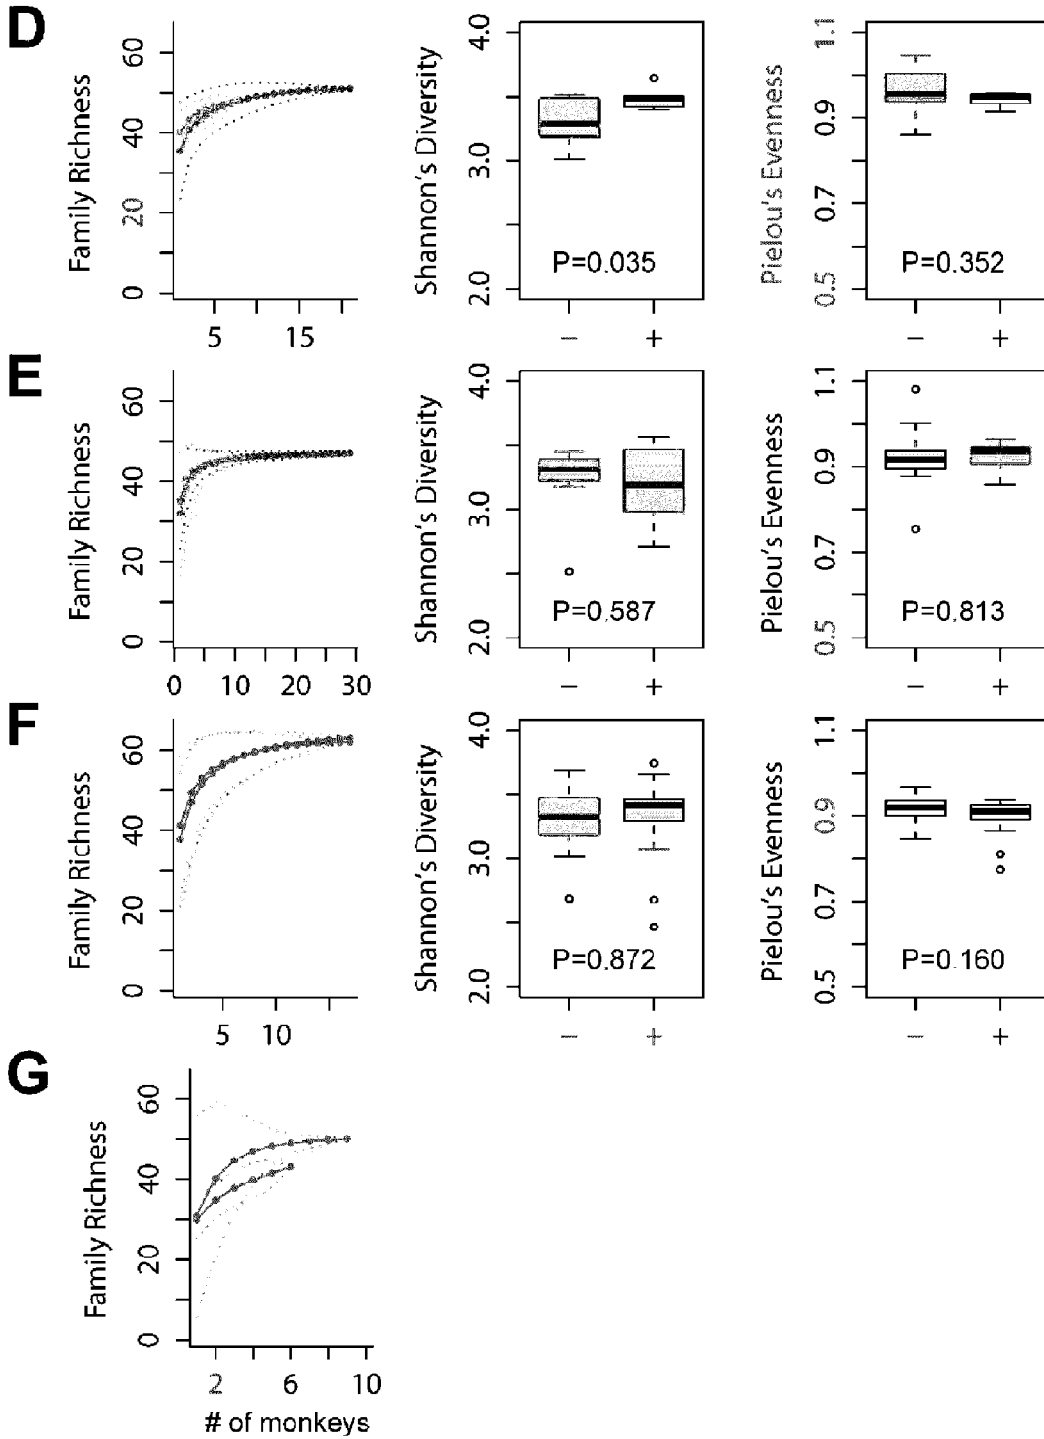 D
Family Richness
60
40
20
0
5 15
Shannon's Diversity
4.0
3.0
2.0
P=0.035
− +
Pielou's Evenness
1.1
0.9
0.7
0.5
P=0.352
− +
E
Family Richness
60
40
20
0
0 10 20 30
Shannon's Diversity
4.0
3.0
2.0
P=0.587
− +
Pielou's Evenness
1.1
0.9
0.7
0.5
P=0.813
− +
F
Family Richness
60
40
20
0
5 10
Shannon's Diversity
4.0
3.0
2.0
P=0.872
− +
Pielou's Evenness
1.1
0.9
0.7
0.5
P=0.160
− +
G
Family Richness
60
40
20
0
2 6 10
# of monkeys